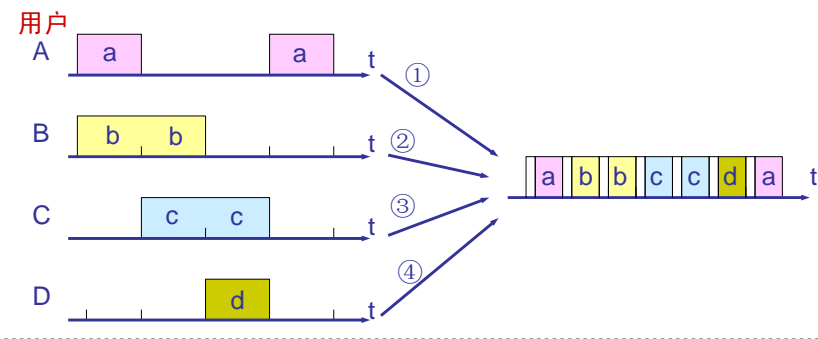 用户
A a a t
①
B b b t
②
a b b c c d a t
C c c t
③
D d t
④